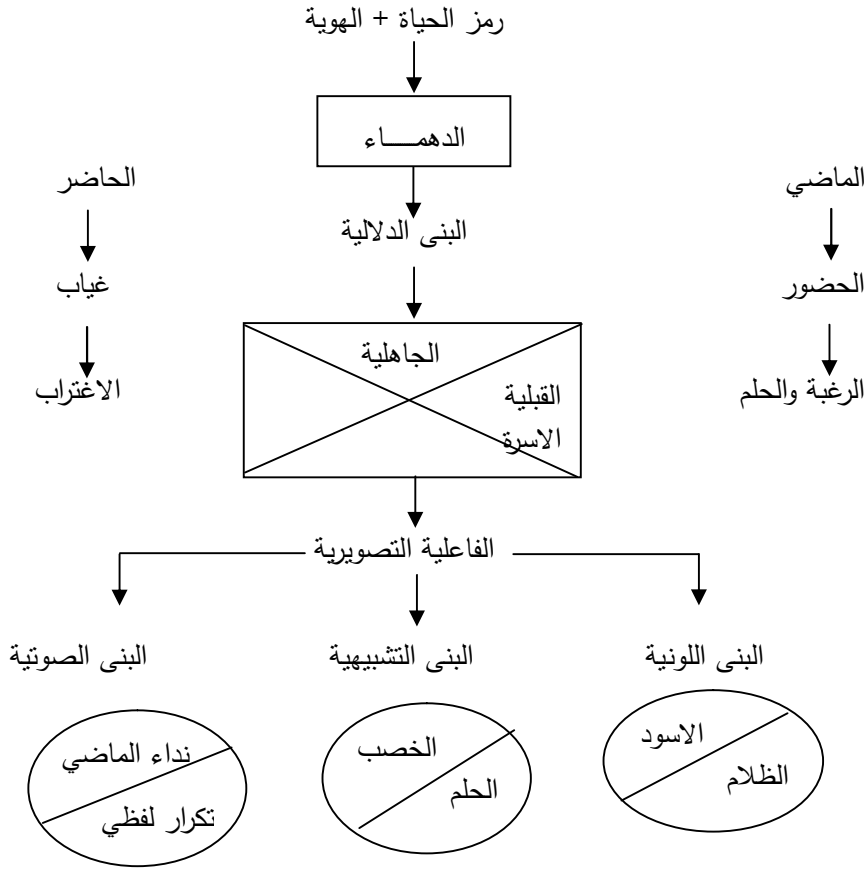 رمز الحياة + الهوية
الدهمـــــاء
الماضي
الحاضر
البنى الدلالية
الحضور
غياب
الجاهلية
الرغبة والحلم
القبلية
الاغتراب
الاسرة
الفاعلية التصويرية
البنى اللونية
البنى التشبيهية
البنى الصوتية
الاسود
الظلام
الخصب
الحلم
نداء الماضي
تكرار لفظي